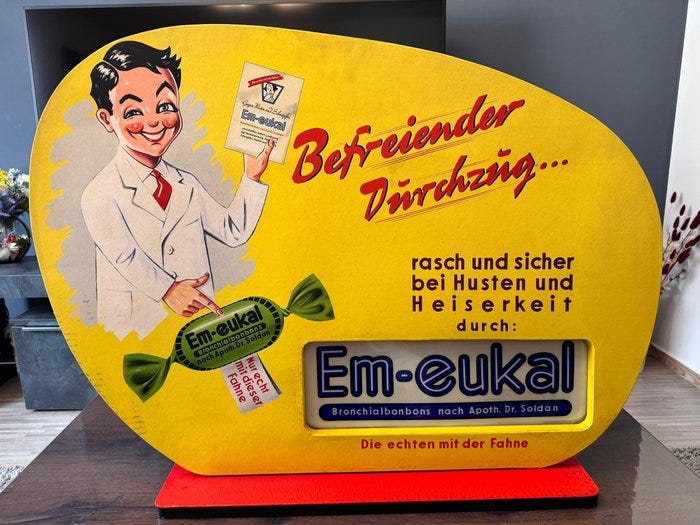 Em-eukal
Befreiender
Durchzug...
rasch und sicher
bei Husten und
Heiserkeit
durch:
Em-eukal
Bronchialbonbons
nach Apoth. Dr. Soldan
Nur echt
mit dieser
Fahne
Em-eukal
Bronchialbonbons nach Apoth. Dr. Soldan
Die echten mit der Fahne